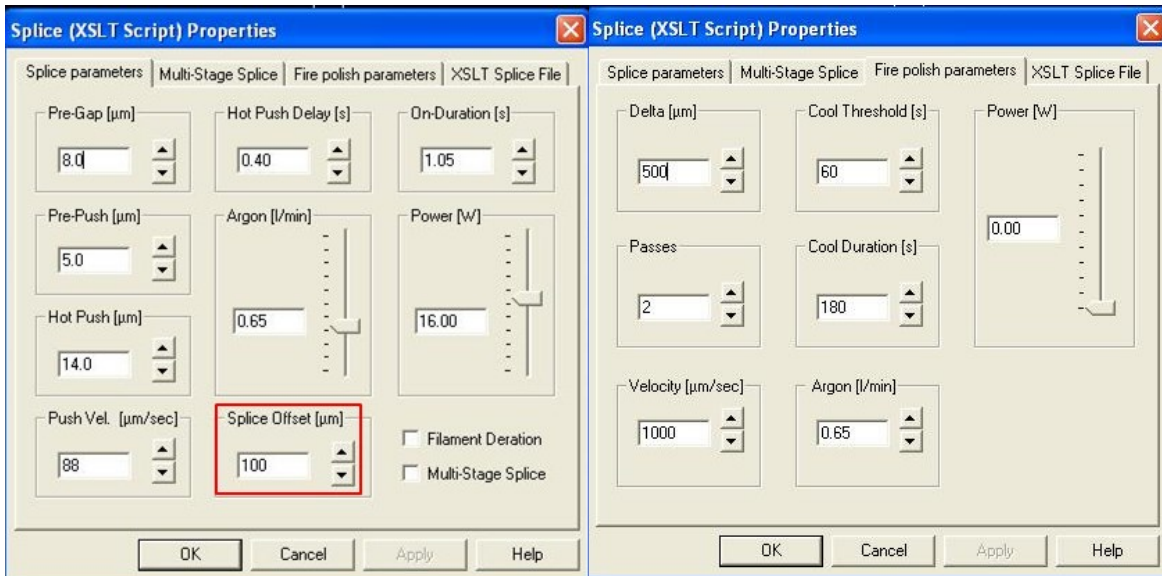 Splice (XSLT Script) Properties
Splice parameters Multi-Stage Splice Fire polish parameters XSLT Splice File
Pre-Gap [µm] Hot Push Delay [s] On-Duration [s]
8.0 0.40 1.05
Pre-Push [µm] Argon [l/min] Power [W]
5.0
Hot Push [µm] 0.65 16.00
14.0
Push Vel. [µm/sec] Splice Offset [µm]
88 100
Filament Deration
Multi-Stage Splice
OK Cancel Apply Help
Splice (XSLT Script) Properties
Splice parameters Multi-Stage Splice Fire polish parameters XSLT Splice File
Delta [µm] Cool Threshold [s] Power [W]
500 60
0.00
Passes Cool Duration [s]
2 180
Velocity [µm/sec] Argon [l/min]
1000 0.65
OK Cancel Apply Help